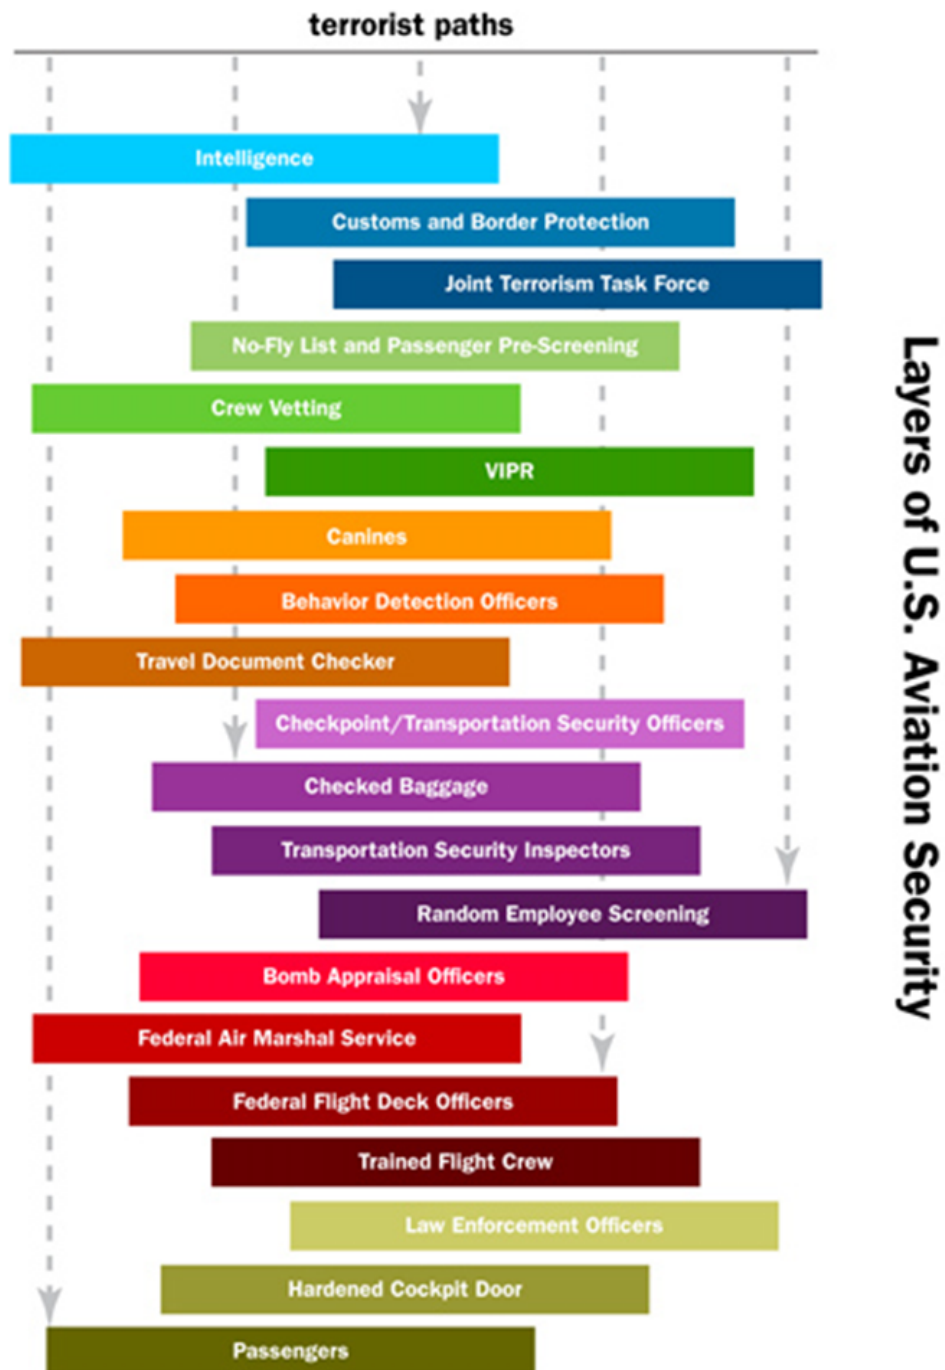 terrorist paths
Intelligence
Customs and Border Protection
Joint Terrorism Task Force
No-Fly List and Passenger Pre-Screening
Crew Vetting
VIPR
Canines
Behavior Detection Officers
Travel Document Checker
Checkpoint/Transportation Security Officers
Checked Baggage
Transportation Security Inspectors
Random Employee Screening
Bomb Appraisal Officers
Federal Air Marshal Service
Federal Flight Deck Officers
Trained Flight Crew
Law Enforcement Officers
Hardened Cockpit Door
Passengers
Layers of U.S. Aviation Security